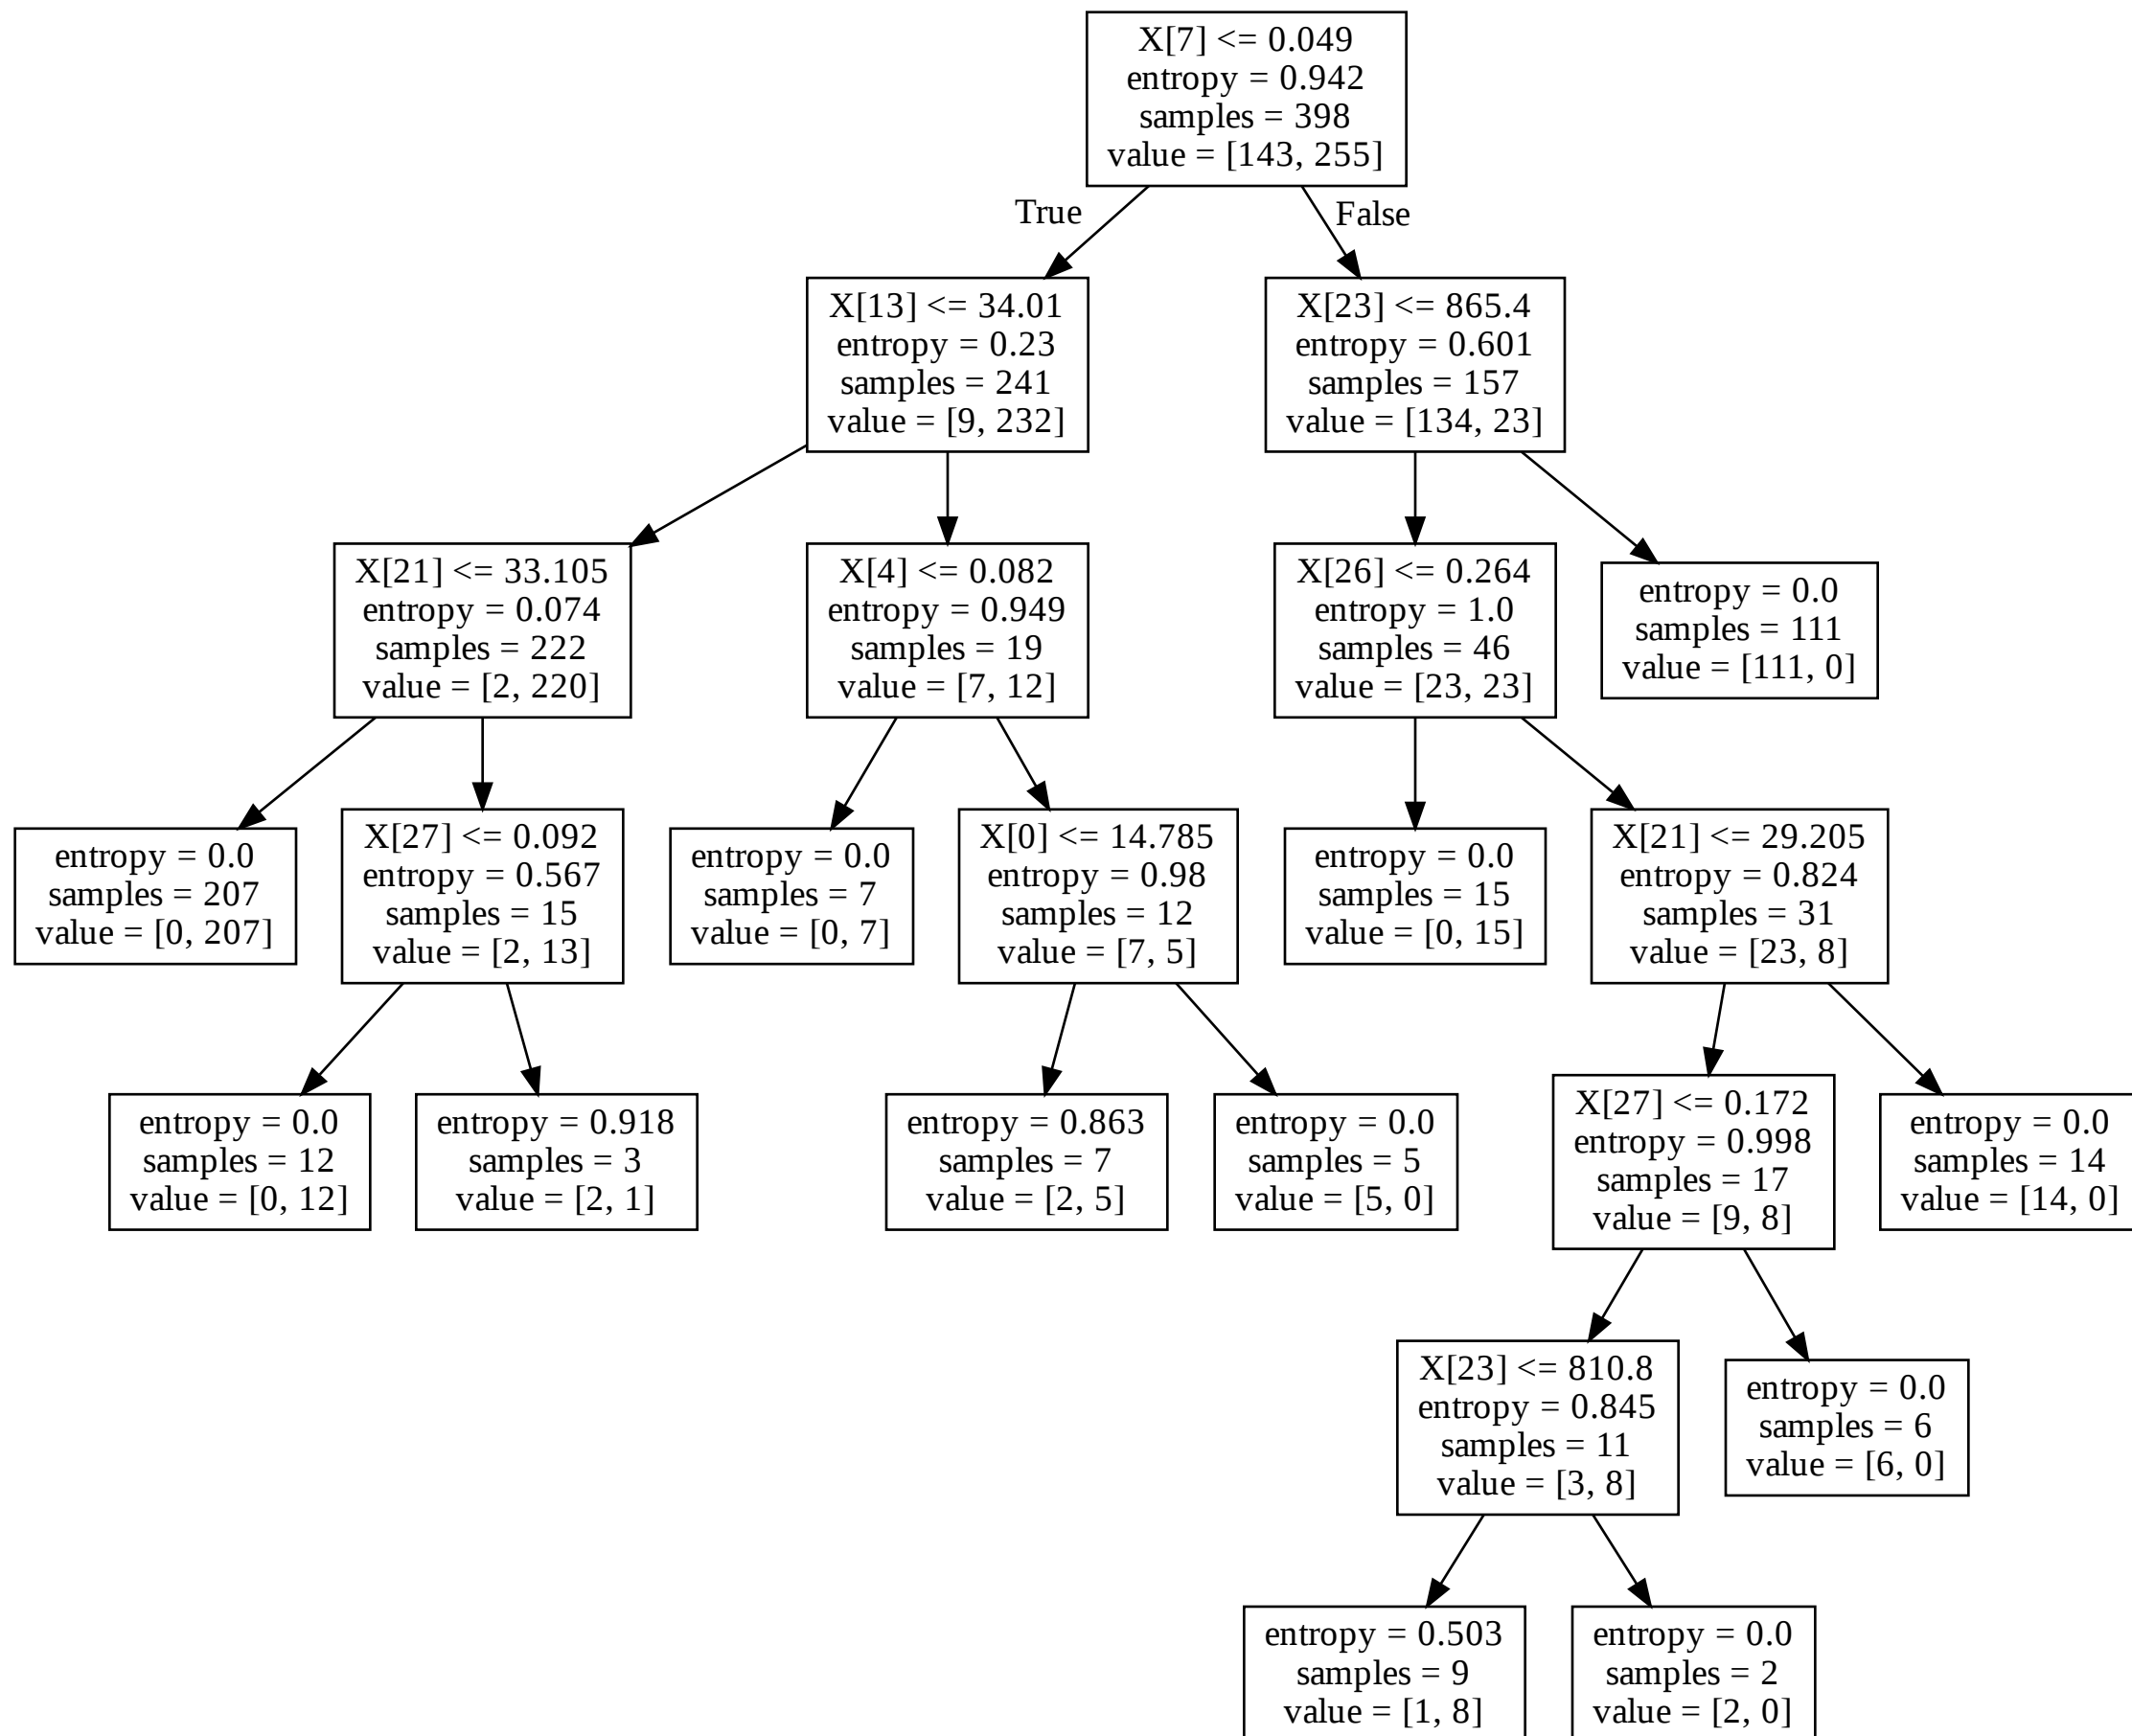 X[7] <= 0.049
entropy = 0.942
samples = 398
value = [143, 255]
True
False
X[13] <= 34.01
entropy = 0.23
samples = 241
value = [9, 232]
X[23] <= 865.4
entropy = 0.601
samples = 157
value = [134, 23]
X[21] <= 33.105
entropy = 0.074
samples = 222
value = [2, 220]
X[4] <= 0.082
entropy = 0.949
samples = 19
value = [7, 12]
X[26] <= 0.264
entropy = 1.0
samples = 46
value = [23, 23]
entropy = 0.0
samples = 111
value = [111, 0]
entropy = 0.0
samples = 207
value = [0, 207]
X[27] <= 0.092
entropy = 0.567
samples = 15
value = [2, 13]
entropy = 0.0
samples = 7
value = [0, 7]
X[0] <= 14.785
entropy = 0.98
samples = 12
value = [7, 5]
entropy = 0.0
samples = 15
value = [0, 15]
X[21] <= 29.205
entropy = 0.824
samples = 31
value = [23, 8]
entropy = 0.0
samples = 12
value = [0, 12]
entropy = 0.918
samples = 3
value = [2, 1]
entropy = 0.863
samples = 7
value = [2, 5]
entropy = 0.0
samples = 5
value = [5, 0]
X[27] <= 0.172
entropy = 0.998
samples = 17
value = [9, 8]
entropy = 0.0
samples = 14
value = [14, 0]
X[23] <= 810.8
entropy = 0.845
samples = 11
value = [3, 8]
entropy = 0.0
samples = 6
value = [6, 0]
entropy = 0.503
samples = 9
value = [1, 8]
entropy = 0.0
samples = 2
value = [2, 0]